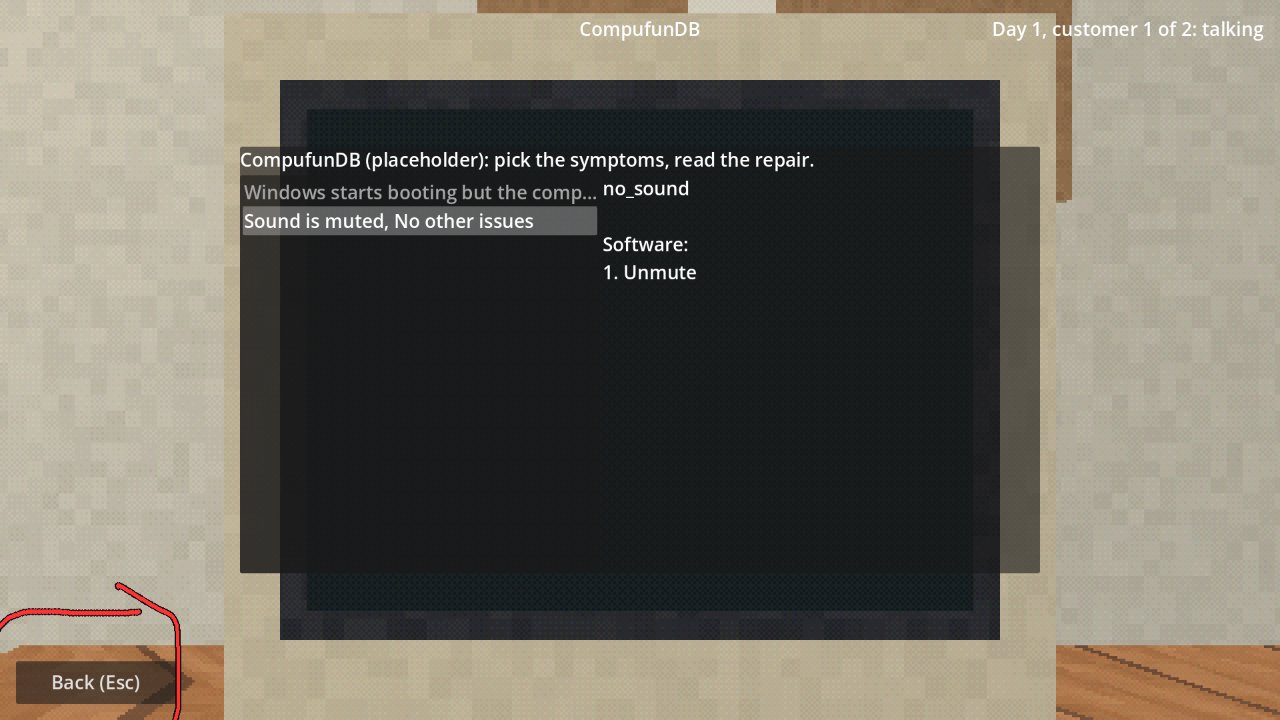 CompufunDB
Day 1, customer 1 of 2: talking
CompufunDB (placeholder): pick the symptoms, read the repair.
Windows starts booting but the comp...
Sound is muted, No other issues
no_sound
Software:
1. Unmute
Back (Esc)